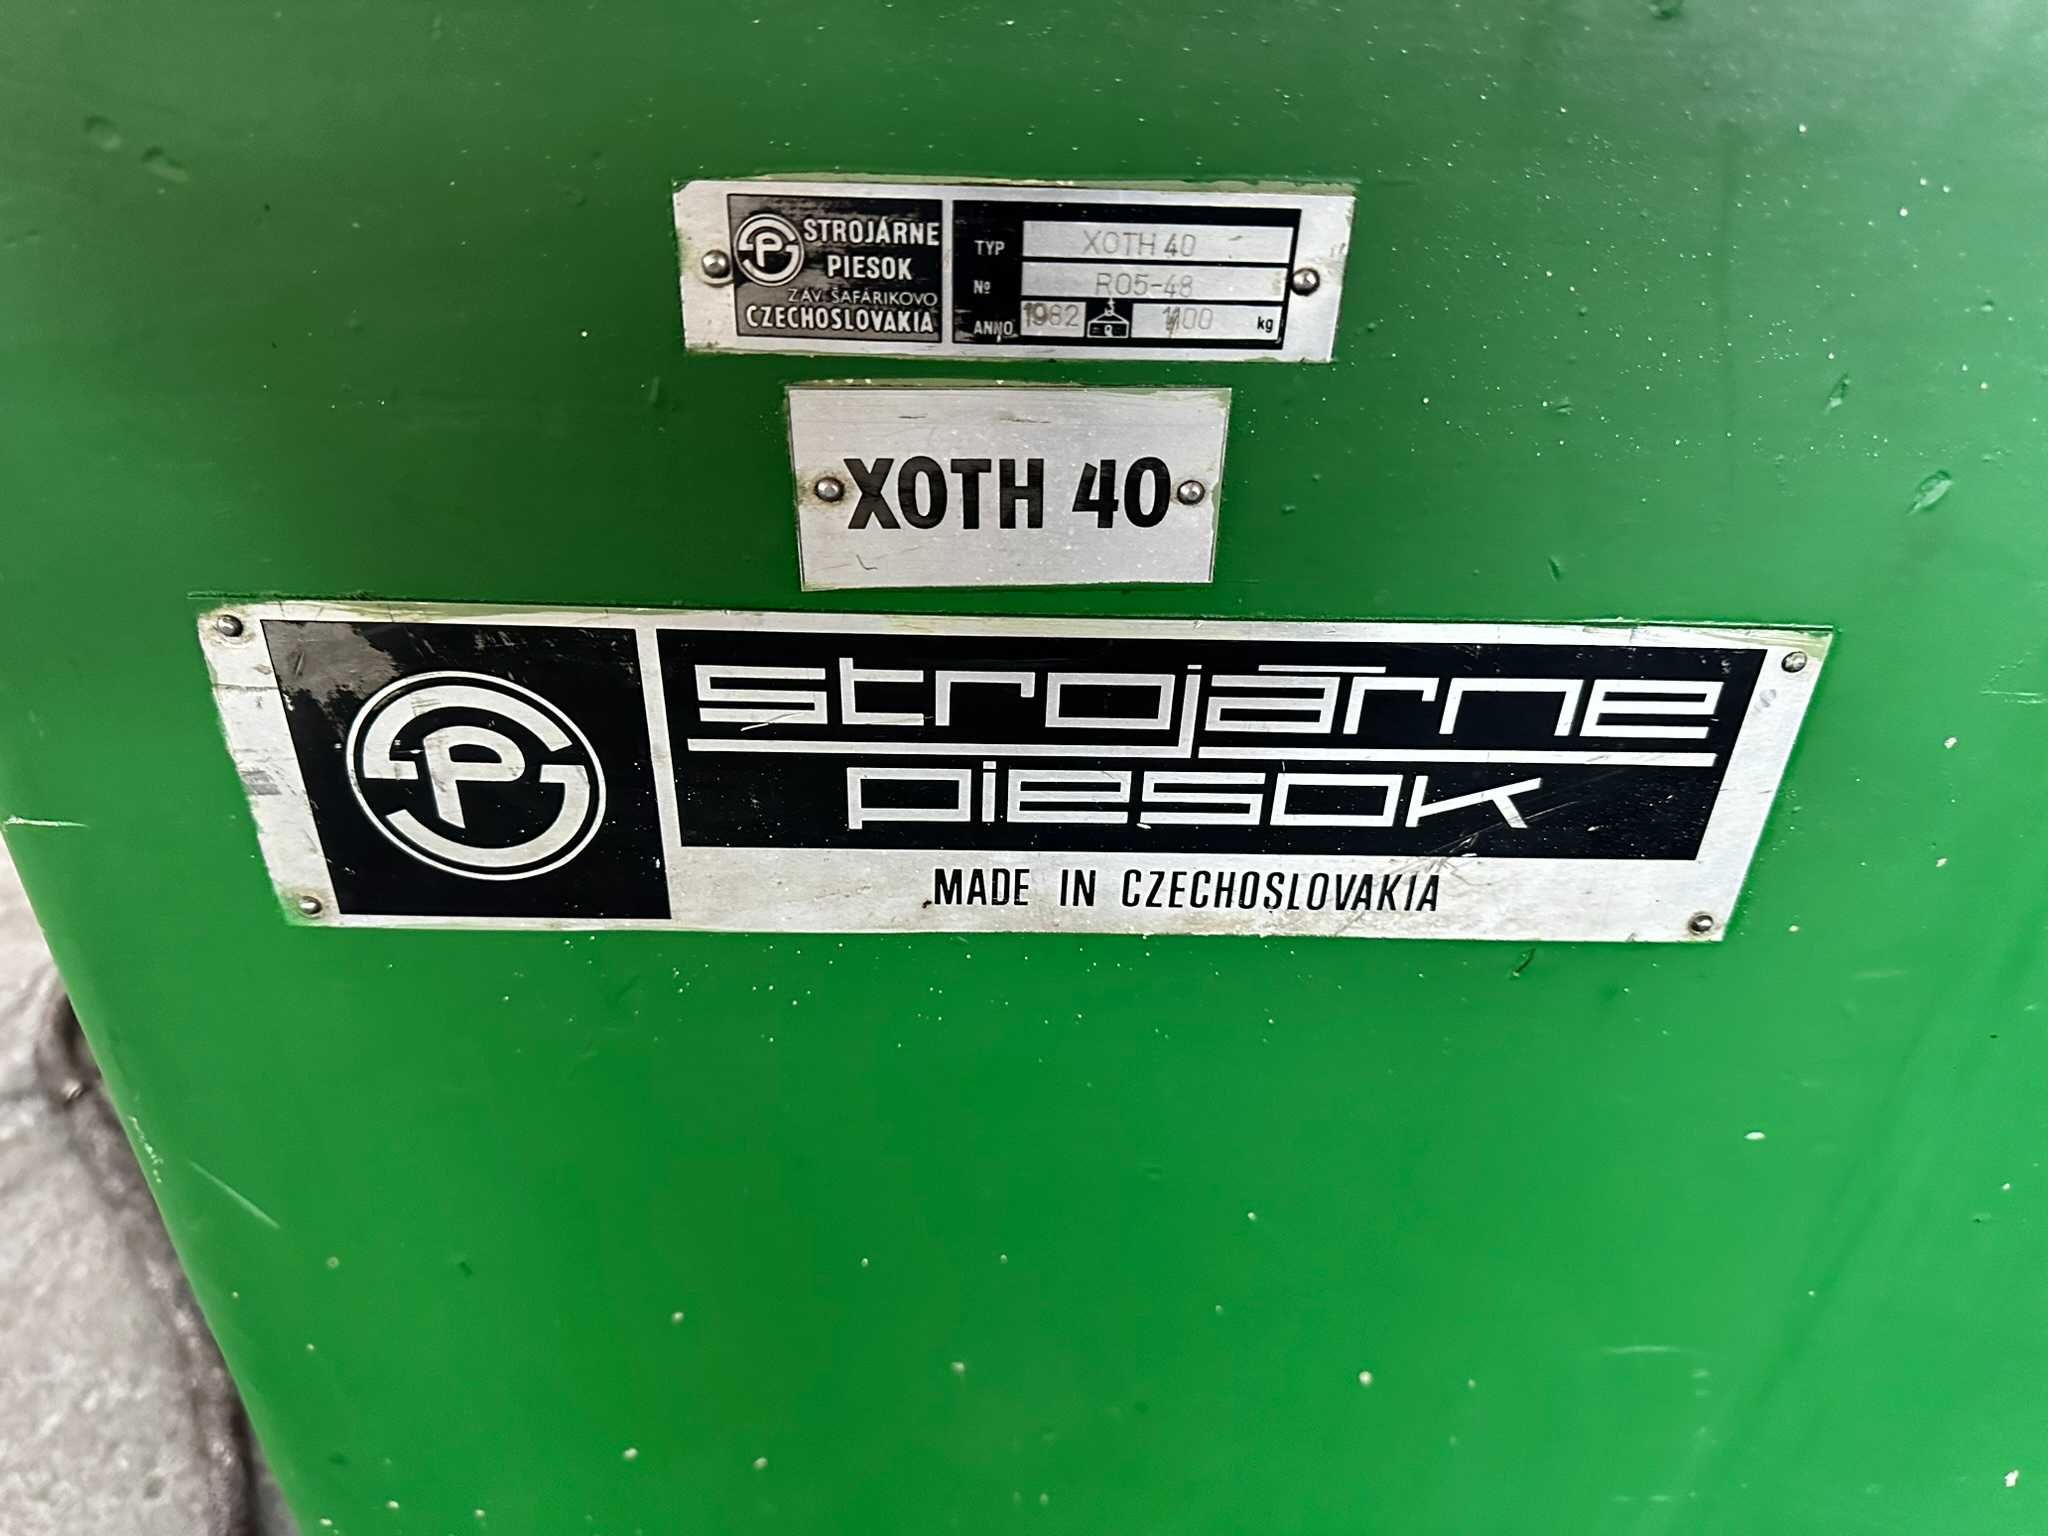 STROJÁRNE
PIESOK
ZÁV. ŠAFÁRIKOVO
CZECHOSLOVAKIA
TYP XOTH 40
№ R05-48
ANNO 1982 1100 kg
XOTH 40
P
strojárne
piesok
MADE IN CZECHOSLOVAKIA